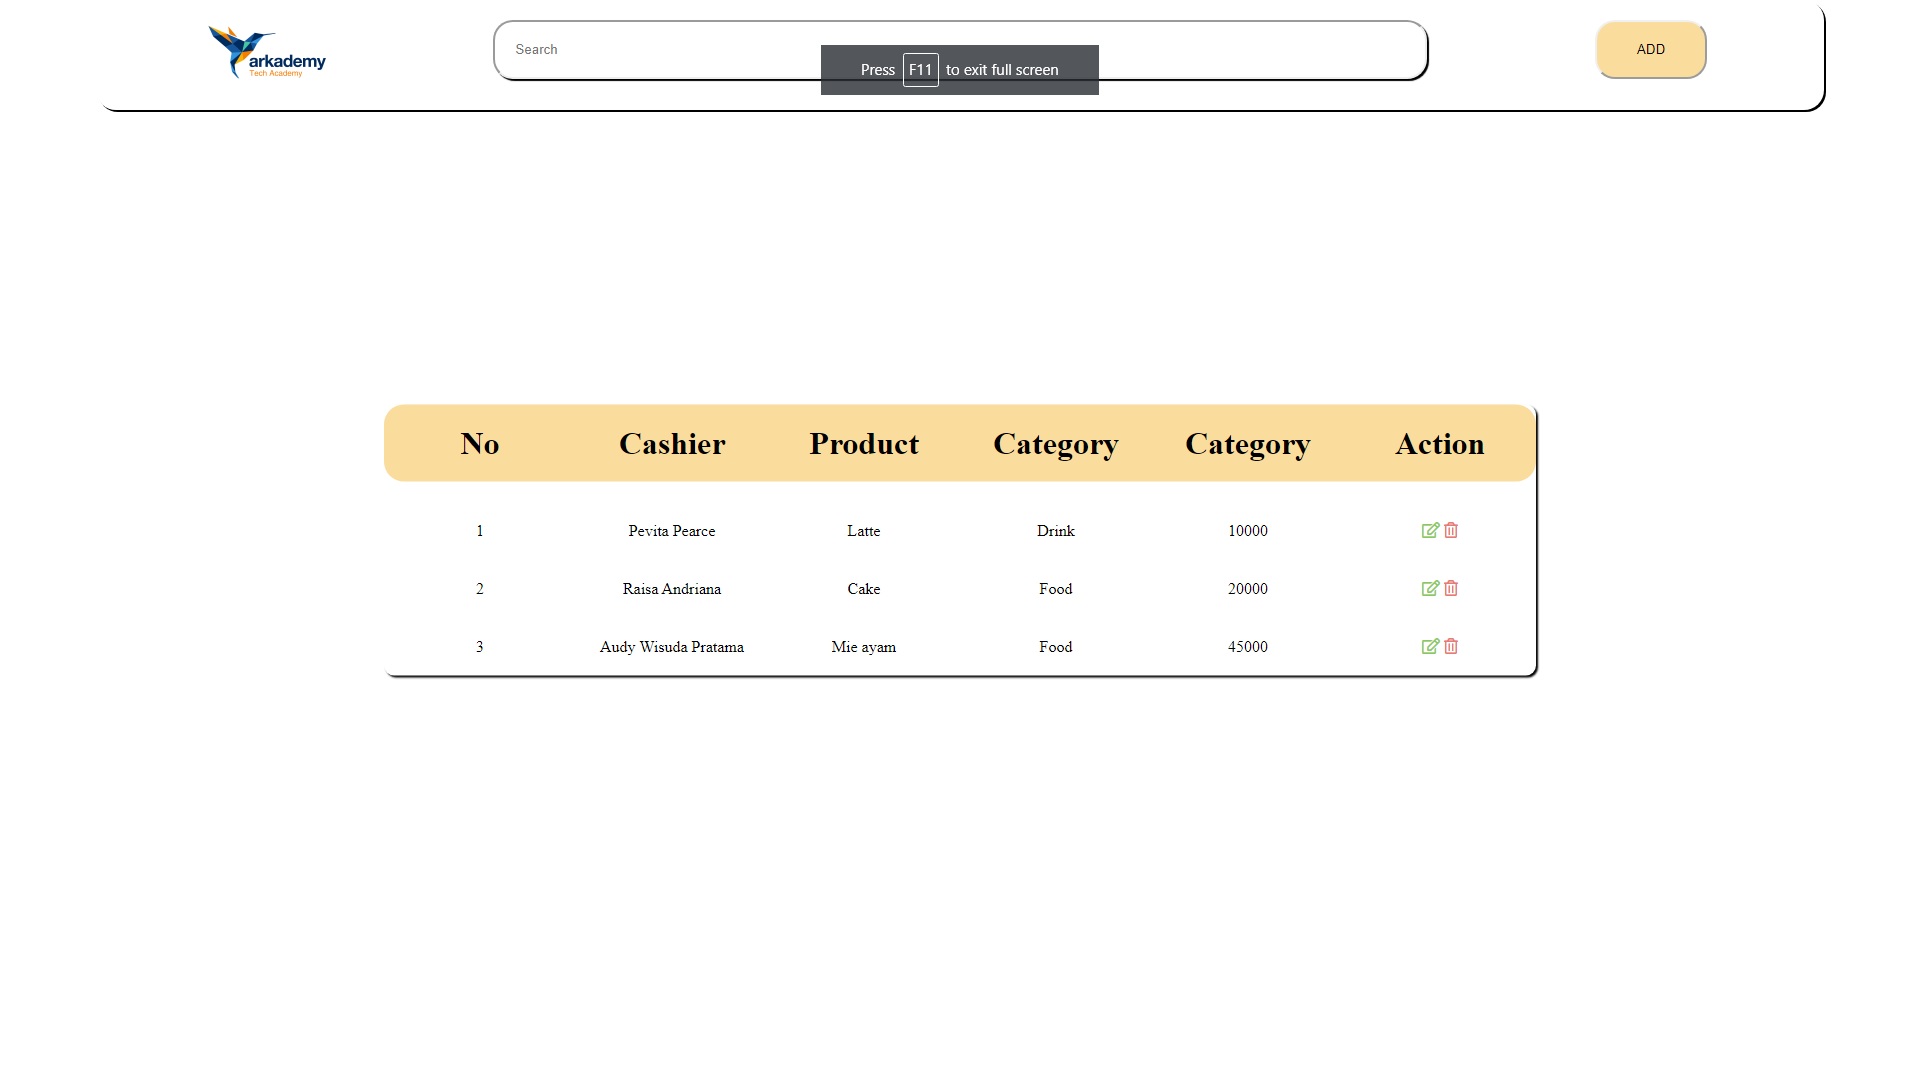 arkademy
Tech Academy
Search
Press F11 to exit full screen
ADD
No Cashier Product Category Category Action
1 Pevita Pearce Latte Drink 10000
2 Raisa Andriana Cake Food 20000
3 Audy Wisuda Pratama Mie ayam Food 45000